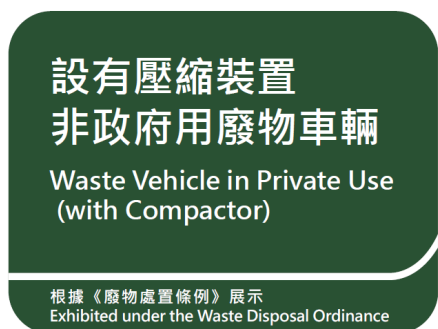 設有壓縮裝置
非政府用廢物車輛
Waste Vehicle in Private Use
(with Compactor)
根據《廢物處置條例》展示
Exhibited under the Waste Disposal Ordinance